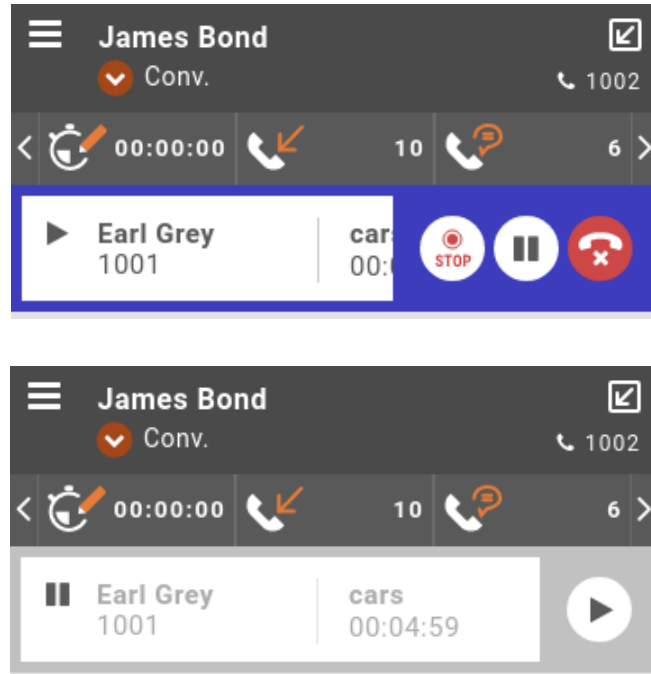 James Bond
Conv.
1002
00:00:00
10
6
Earl Grey
1001
STOP
James Bond
Conv.
1002
00:00:00
10
6
Earl Grey
cars
1001
00:04:59